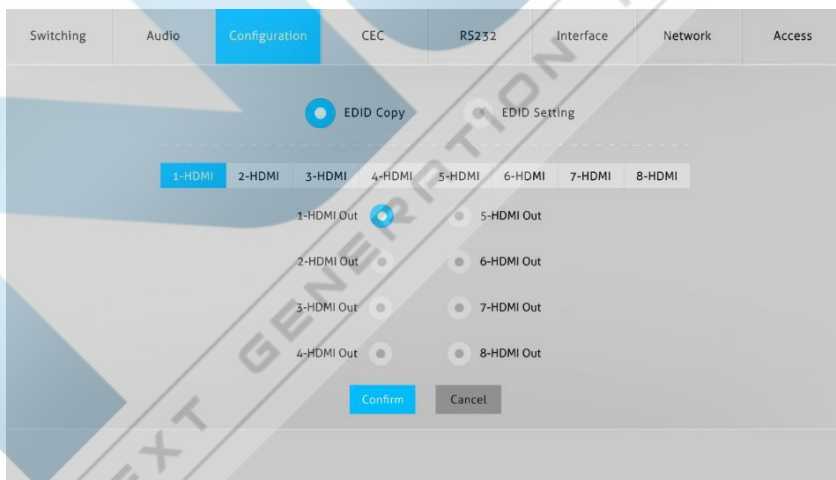 Switching Audio Configuration CEC RS232 Interface Network Access
EDID Copy EDID Setting
1-HDMI 2-HDMI 3-HDMI 4-HDMI 5-HDMI 6-HDMI 7-HDMI 8-HDMI
1-HDMI Out 5-HDMI Out
2-HDMI Out 6-HDMI Out
3-HDMI Out 7-HDMI Out
4-HDMI Out 8-HDMI Out
Confirm Cancel
EXT GENERATION